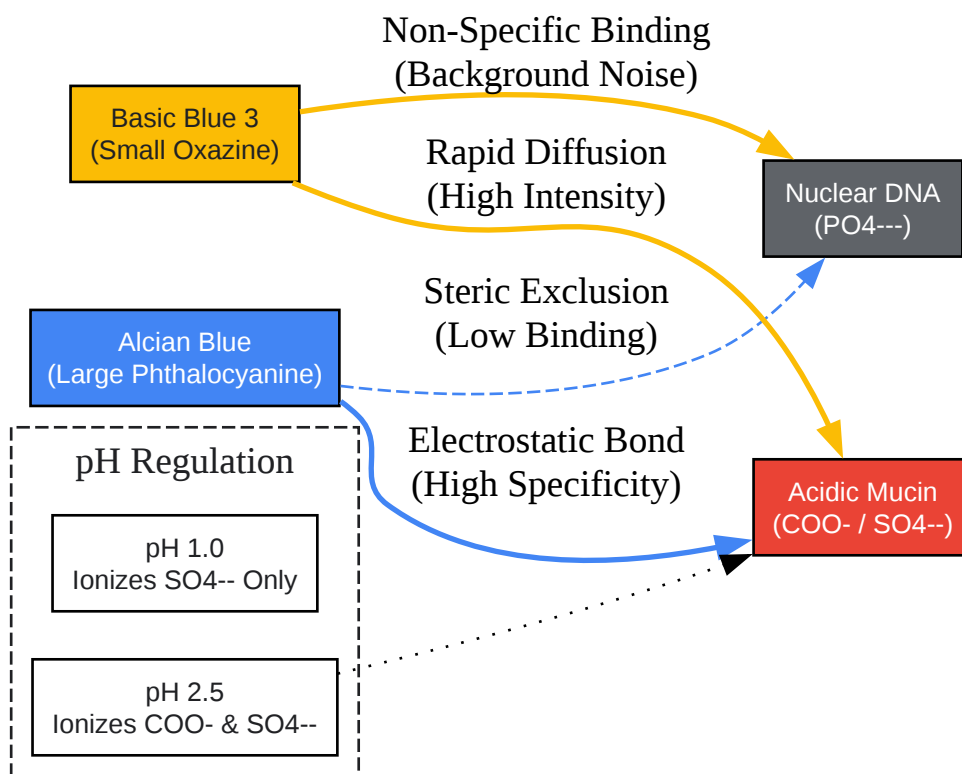 Non-Specific Binding
(Background Noise)
Basic Blue 3
(Small Oxazine)
Rapid Diffusion
(High Intensity)
Nuclear DNA
(PO4---)
Steric Exclusion
(Low Binding)
Alcian Blue
(Large Phthalocyanine)
Electrostatic Bond
(High Specificity)
pH Regulation
Acidic Mucin
(COO- / SO4--)
pH 1.0
Ionizes SO4-- Only
pH 2.5
Ionizes COO- & SO4--